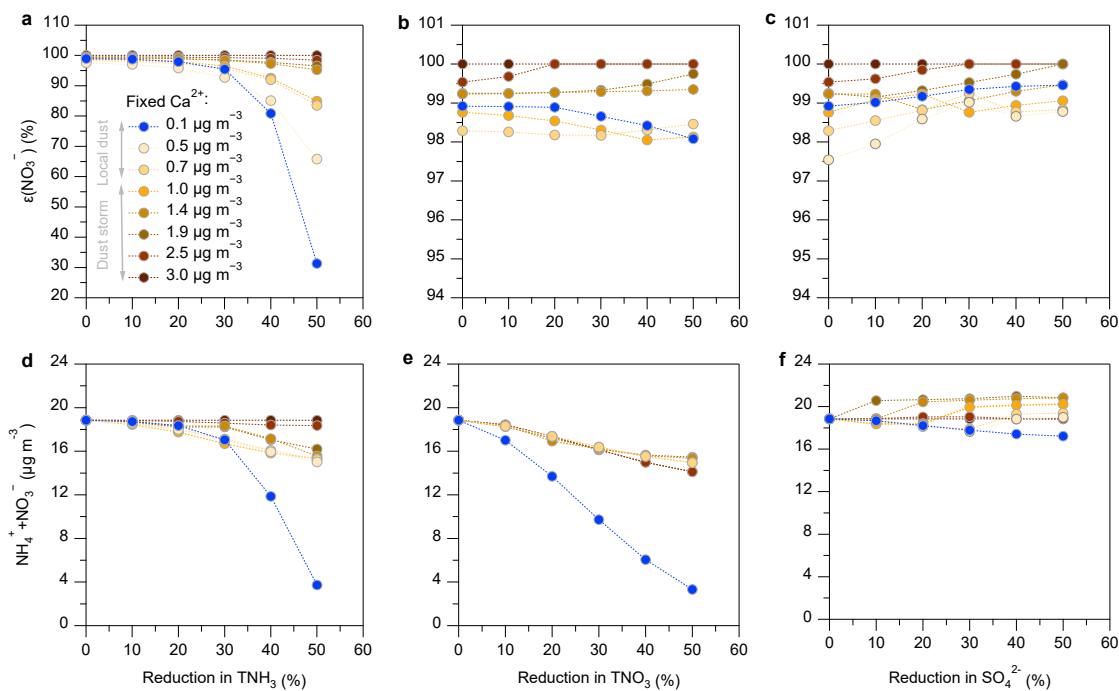 a
b
c
110
100
90
80
70
60
50
40
30
20
ε(NO₃⁻) (%)
Fixed Ca²⁺:
0.1 µg m⁻³
0.5 µg m⁻³
0.7 µg m⁻³
1.0 µg m⁻³
1.4 µg m⁻³
1.9 µg m⁻³
2.5 µg m⁻³
3.0 µg m⁻³
Local dust
Dust storm
0 10 20 30 40 50 60
101
100
99
98
97
96
95
94
0 10 20 30 40 50 60
101
100
99
98
97
96
95
94
0 10 20 30 40 50 60
d
e
f
24
20
16
12
8
4
0
NH₄⁺+NO₃⁻ (µg m⁻³)
0 10 20 30 40 50 60
Reduction in TNH₃ (%)
24
20
16
12
8
4
0
0 10 20 30 40 50 60
Reduction in TNO₃ (%)
24
20
16
12
8
4
0
0 10 20 30 40 50 60
Reduction in SO₄²⁻ (%)